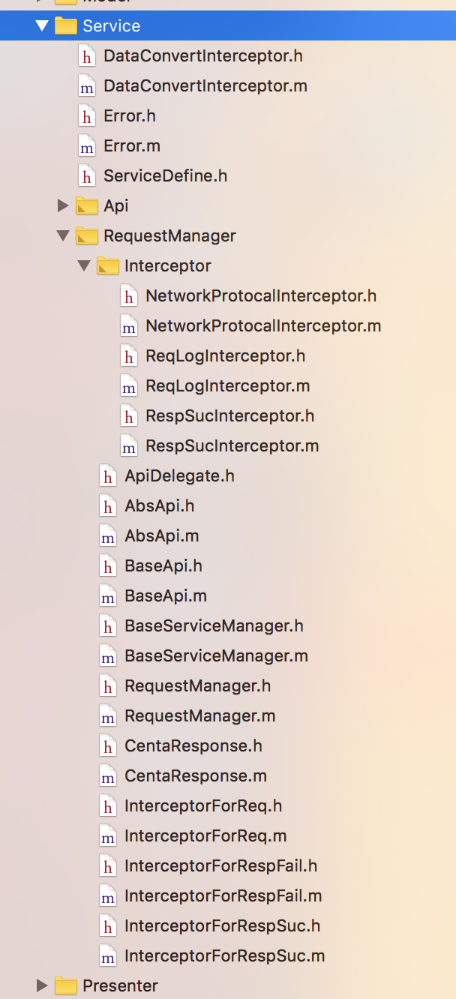 Model
Service
h DataConvertInterceptor.h
m DataConvertInterceptor.m
h Error.h
m Error.m
h ServiceDefine.h
Api
RequestManager
Interceptor
h NetworkProtocalInterceptor.h
m NetworkProtocalInterceptor.m
h ReqLogInterceptor.h
m ReqLogInterceptor.m
h RespSucInterceptor.h
m RespSucInterceptor.m
h ApiDelegate.h
h AbsApi.h
m AbsApi.m
h BaseApi.h
m BaseApi.m
h BaseServiceManager.h
m BaseServiceManager.m
h RequestManager.h
m RequestManager.m
h CentaResponse.h
m CentaResponse.m
h InterceptorForReq.h
m InterceptorForReq.m
h InterceptorForRespFail.h
m InterceptorForRespFail.m
h InterceptorForRespSuc.h
m InterceptorForRespSuc.m
Presenter